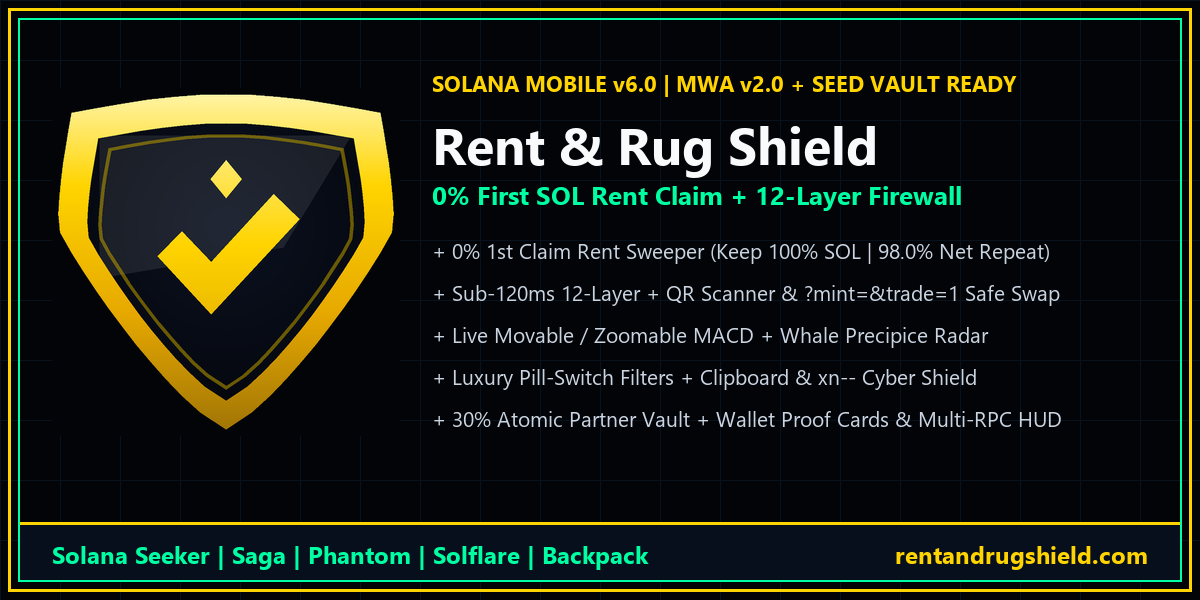 SOLANA MOBILE v6.0 | MWA v2.0 + SEED VAULT READY
Rent & Rug Shield
0% First SOL Rent Claim + 12-Layer Firewall
+ 0% 1st Claim Rent Sweeper (Keep 100% SOL | 98.0% Net Repeat)
+ Sub-120ms 12-Layer + QR Scanner & ?mint=&trade=1 Safe Swap
+ Live Movable / Zoomable MACD + Whale Precipice Radar
+ Luxury Pill-Switch Filters + Clipboard & xn-- Cyber Shield
+ 30% Atomic Partner Vault + Wallet Proof Cards & Multi-RPC HUD
Solana Seeker | Saga | Phantom | Solflare | Backpack
rentandrugshield.com